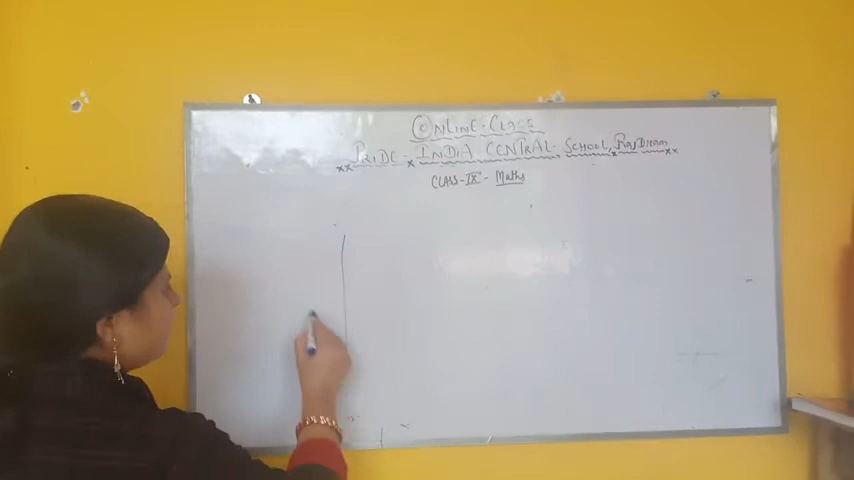 ONLINE-CLASS
PRIDE-INDIA CENTRAL-SCHOOL, RAJDHAM
CLASS-IX - Maths